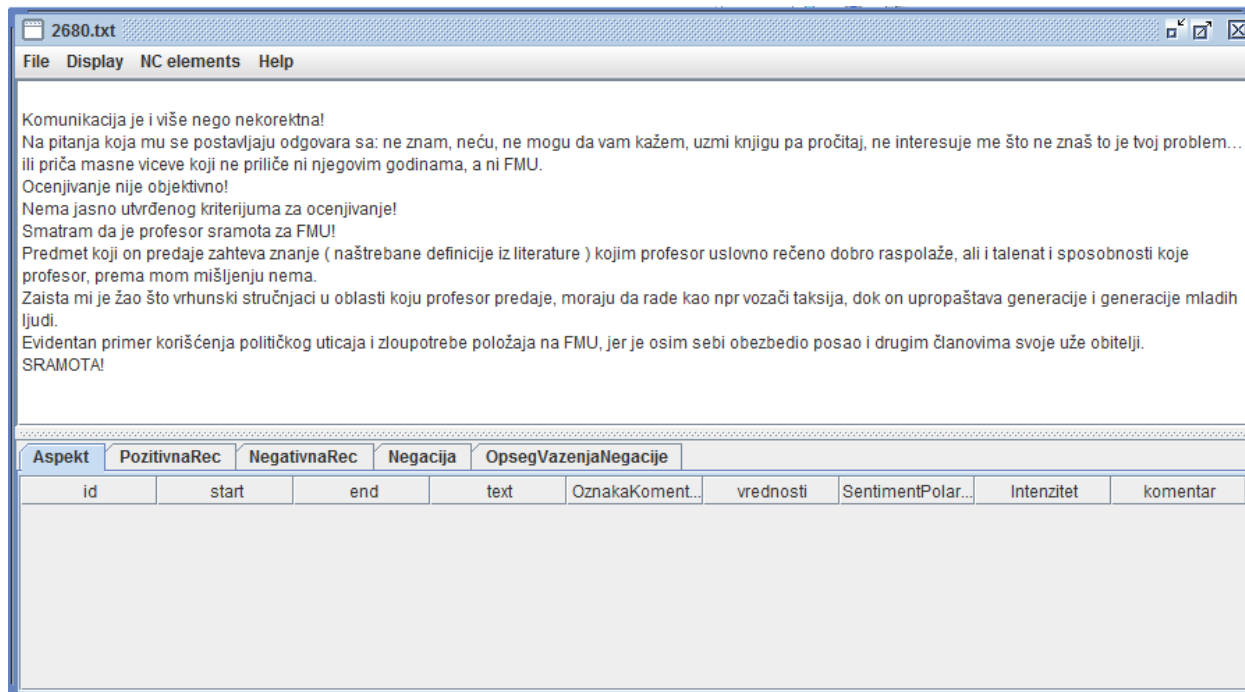 2680.txt
File Display NC elements Help
Komunikacija je i više nego nekorektna!
Na pitanja koja mu se postavljaju odgovara sa: ne znam, neću, ne mogu da vam kažem, uzmi knjigu pa pročitaj, ne interesuje me što ne znaš to je tvoj problem...
ili priča masne viceve koji ne priliče ni njegovim godinama, a ni FMU.
Ocenjivanje nije objektivno!
Nema jasno utvrđenog kriterijuma za ocenjivanje!
Smatram da je profesor sramota za FMU!
Predmet koji on predaje zahteva znanje ( naštrebane definicije iz literature ) kojim profesor uslovno rečeno dobro raspolaže, ali i talenat i sposobnosti koje
profesor, prema mom mišljenju nema.
Zaista mi je žao što vrhunski stručnjaci u oblasti koju profesor predaje, moraju da rade kao npr vozači taksija, dok on upropaštava generacije i generacije mladih
ljudi.
Evidentan primer korišćenja političkog uticaja i zloupotrebe položaja na FMU, jer je osim sebi obezbedio posao i drugim članovima svoje uže obitelji.
SRAMOTA!
Aspekt PozitivnaRec NegativnaRec Negacija OpsegVazenjaNegacije
id start end text OznakaKoment... vrednosti SentimentPolar... Intenzitet komentar